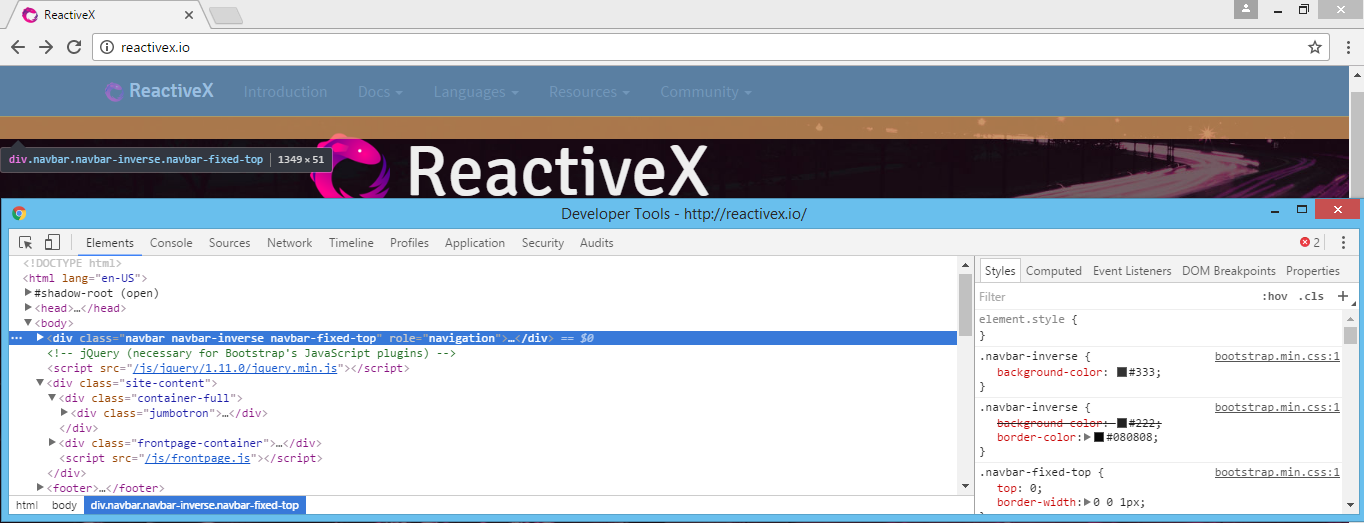 ReactiveX
reactivex.io
ReactiveX Introduction Docs Languages Resources Community
div.navbar.navbar-inverse.navbar-fixed-top | 1349 × 51
ReactiveX
Developer Tools - http://reactivex.io/
Elements Console Sources Network Timeline Profiles Application Security Audits 2
<!DOCTYPE html>
<html lang="en-US">
#shadow-root (open)
<head>…</head>
<body>
… <div class="navbar navbar-inverse navbar-fixed-top" role="navigation">…</div> == $0
<!-- jQuery (necessary for Bootstrap's JavaScript plugins) -->
<script src="/js/jquery/1.11.0/jquery.min.js"></script>
<div class="site-content">
<div class="container-full">
<div class="jumbotron">…</div>
</div>
<div class="frontpage-container">…</div>
<script src="/js/frontpage.js"></script>
</div>
<footer>…</footer>
html body div.navbar.navbar-inverse.navbar-fixed-top
Styles Computed Event Listeners DOM Breakpoints Properties
Filter :hov .cls +
element.style {
}
.navbar-inverse { bootstrap.min.css:1
background-color: #333;
}
.navbar-inverse { bootstrap.min.css:1
background-color: #222;
border-color: #080808;
}
.navbar-fixed-top { bootstrap.min.css:1
top: 0;
border-width: 0 0 1px;